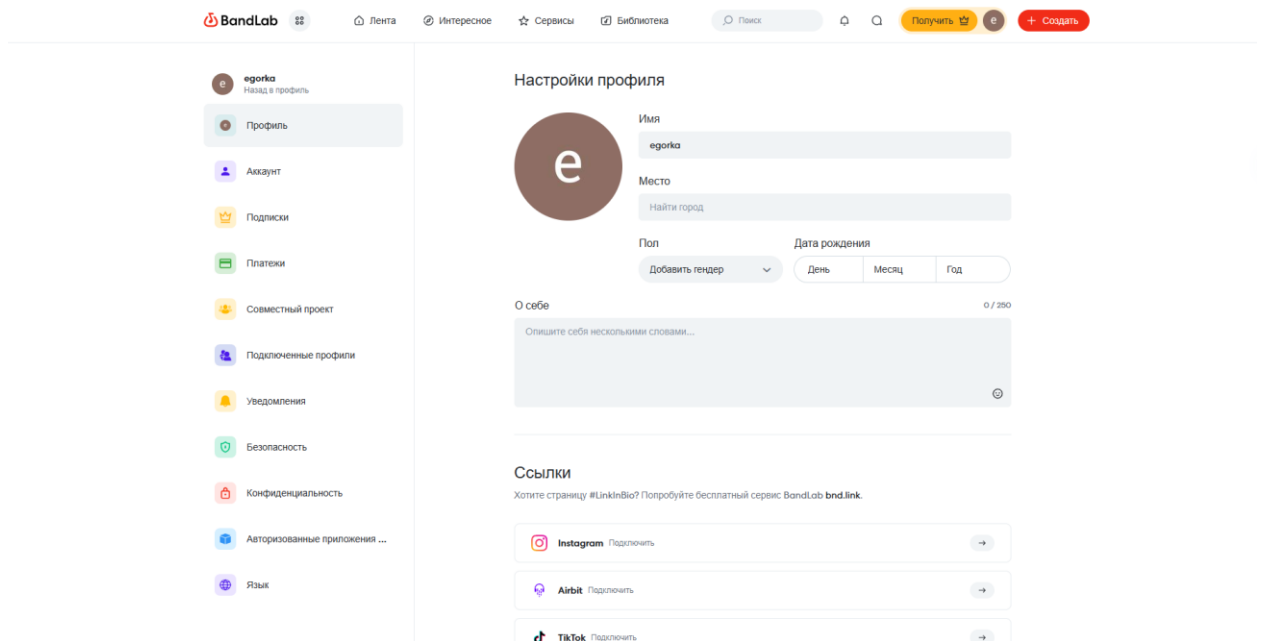 BandLab
Лента
Интересное
Сервисы
Библиотека
Поиск
Получить
e
Создать
e
egorka
Назад в профиль
e
Профиль
Аккаунт
Подписки
Платежи
Совместный проект
Подключенные профили
Уведомления
Безопасность
Конфиденциальность
Авторизованные приложения ...
Язык
Настройки профиля
e
Имя
egorka
Место
Найти город
Пол
Дата рождения
Добавить гендер
День
Месяц
Год
О себе
0 / 250
Опишите себя несколькими словами...
Ссылки
Хотите страницу #LinkInBio? Попробуйте бесплатный сервис BandLab bnd.link.
Instagram Подключить
Airbit Подключить
TikTok Подключить